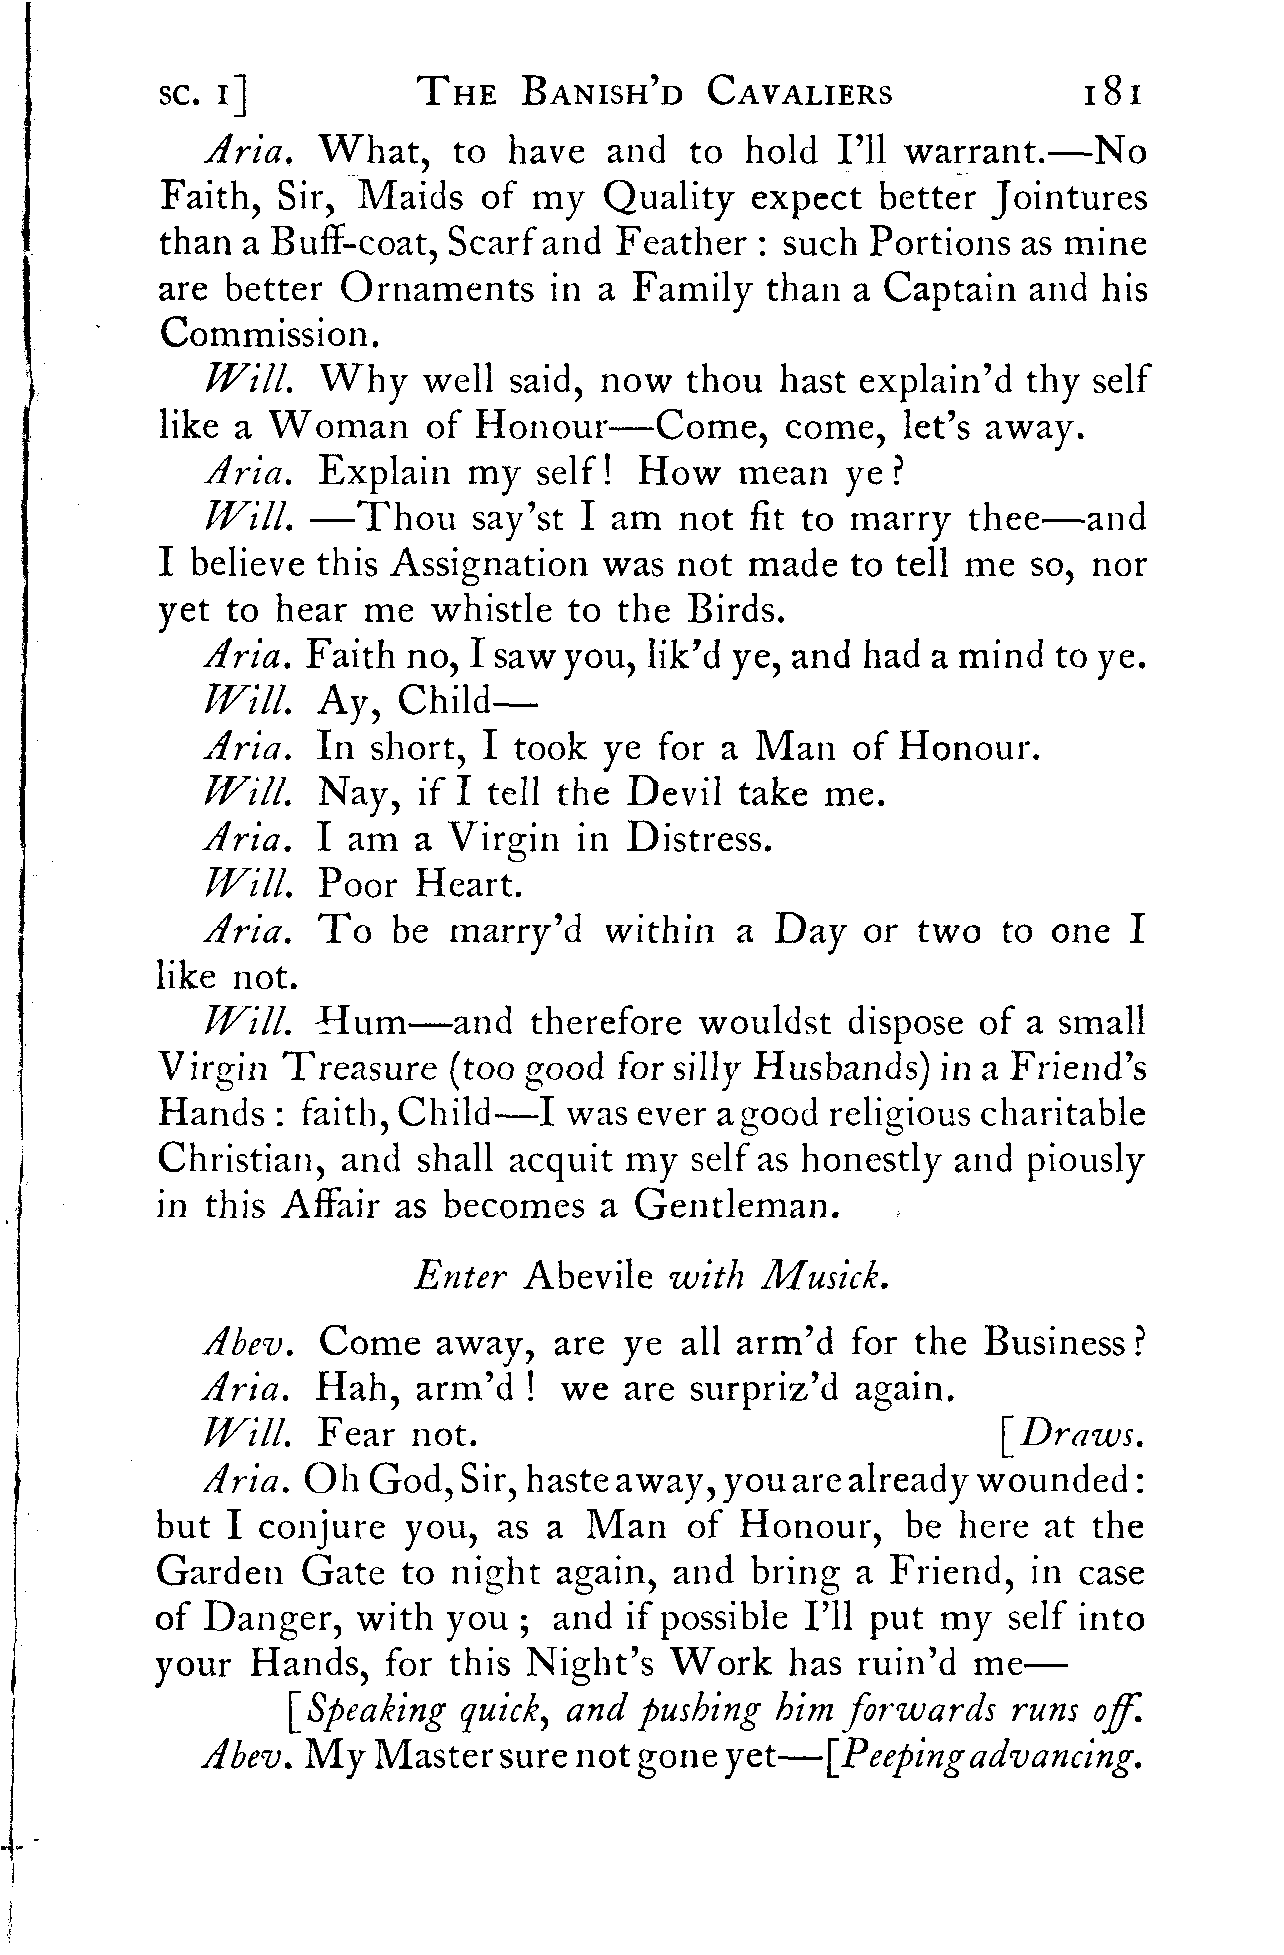 SC. I] THE BANISH'D CAVALIERS 181
Aria. What, to have and to hold I'll warrant.—No
Faith, Sir, Maids of my Quality expect better Jointures
than a Buff-coat, Scarf and Feather : such Portions as mine
are better Ornaments in a Family than a Captain and his
Commission.
Will. Why well said, now thou hast explain'd thy self
like a Woman of Honour—Come, come, let's away.
Aria. Explain my self! How mean ye?
Will. —Thou say'st I am not fit to marry thee—and
I believe this Assignation was not made to tell me so, nor
yet to hear me whistle to the Birds.
Aria. Faith no, I saw you, lik'd ye, and had a mind to ye.
Will. Ay, Child—
Aria. In short, I took ye for a Man of Honour.
Will. Nay, if I tell the Devil take me.
Aria. I am a Virgin in Distress.
Will. Poor Heart.
Aria. To be marry'd within a Day or two to one I
like not.
Will. Hum—and therefore wouldst dispose of a small
Virgin Treasure (too good for silly Husbands) in a Friend's
Hands : faith, Child—I was ever a good religious charitable
Christian, and shall acquit my self as honestly and piously
in this Affair as becomes a Gentleman.
Enter Abevile with Musick.
Abev. Come away, are ye all arm'd for the Business?
Aria. Hah, arm'd ! we are surpriz'd again.
Will. Fear not. [Draws.
Aria. Oh God, Sir, haste away, you are already wounded:
but I conjure you, as a Man of Honour, be here at the
Garden Gate to night again, and bring a Friend, in case
of Danger, with you ; and if possible I'll put my self into
your Hands, for this Night's Work has ruin'd me—
[Speaking quick, and pushing him forwards runs off.
Abev. My Master sure not gone yet—[Peeping advancing.